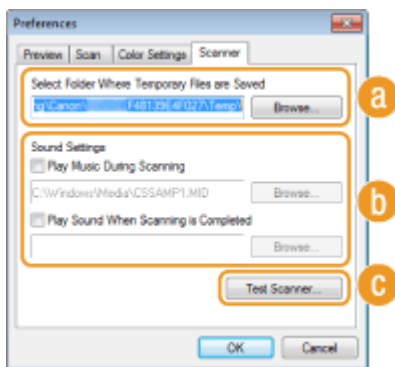 Preferences
Preview Scan Color Settings Scanner
Select Folder Where Temporary Files are Saved
Browse...
a
Sound Settings
Play Music During Scanning
C:\Windows\Media\CSSAMP1.MID Browse...
b
Play Sound When Scanning is Completed
Browse...
Test Scanner...
c
OK Cancel